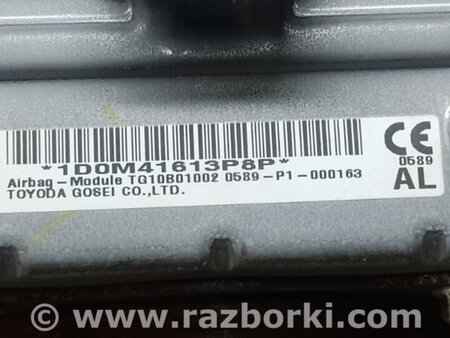 *1D0M41613P8P*
Airbag-Module TG10B01002 0589-P1-000163
TOYODA GOSEI CO.,LTD.
CE
0589
AL
© www.razborki.com